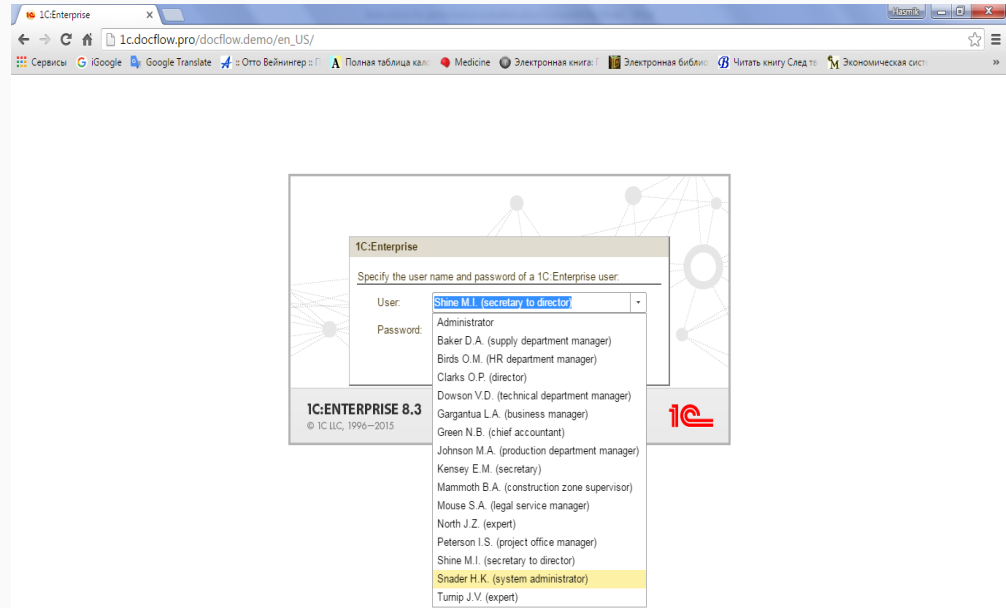 1C:Enterprise
Hasmik
1c.docflow.pro/docflow.demo/en_US/
Сервисы iGoogle Google Translate :: Отто Вейнингер :: Полная таблица кало Medicine Электронная книга: Электронная библио Читать книгу След Экономическая сист »
1C:Enterprise
Specify the user name and password of a 1C:Enterprise user:
User: Shine M.I. (secretary to director)
Password:
Administrator
Baker D.A. (supply department manager)
Birds O.M. (HR department manager)
Clarks O.P. (director)
Dowson V.D. (technical department manager)
Gargantua L.A. (business manager)
Green N.B. (chief accountant)
Johnson M.A. (production department manager)
Kensey E.M. (secretary)
Mammoth B.A. (construction zone supervisor)
Mouse S.A. (legal service manager)
North J.Z. (expert)
Peterson I.S. (project office manager)
Shine M.I. (secretary to director)
Snader H.K. (system administrator)
Turnip J.V. (expert)
1C:ENTERPRISE 8.3
© 1C LLC, 1996–2015
1C